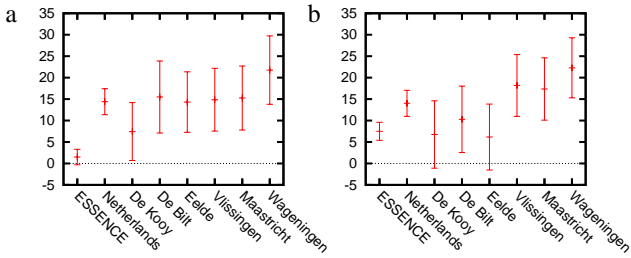 a
35
30
25
20
15
10
5
0
-5
ESSENCE
Netherlands
De Kooy
De Bilt
Eelde
Vlissingen
Maastricht
Wageningen
b
35
30
25
20
15
10
5
0
-5
ESSENCE
Netherlands
De Kooy
De Bilt
Eelde
Vlissingen
Maastricht
Wageningen